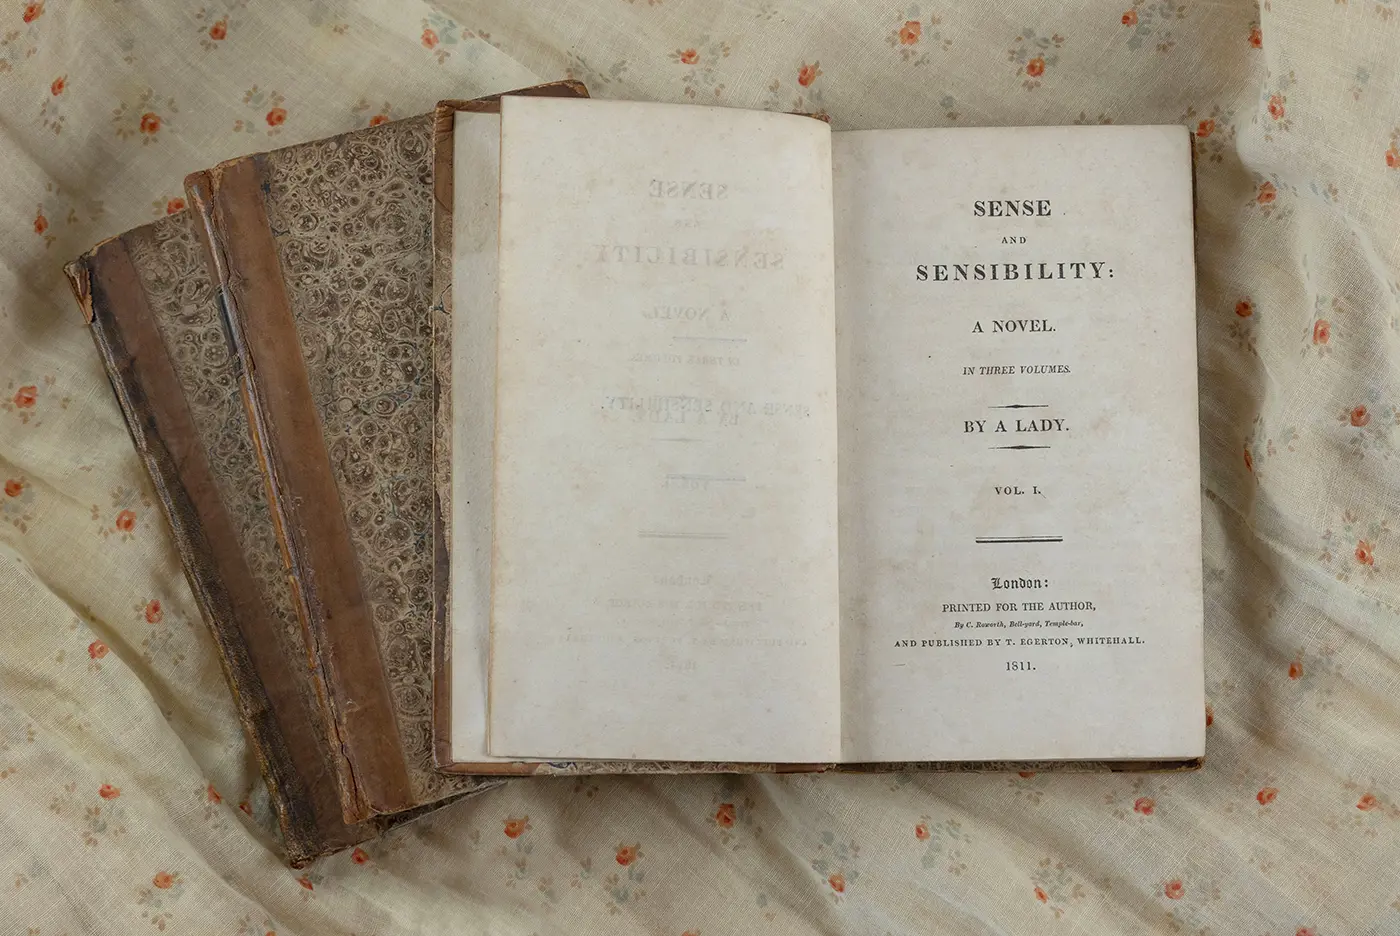 SENSE
AND
SENSIBILITY:
A NOVEL.
IN THREE VOLUMES.
BY A LADY.
VOL. I.
London:
PRINTED FOR THE AUTHOR,
By C. Roworth, Bell-yard, Temple-bar,
AND PUBLISHED BY T. EGERTON, WHITEHALL.
1811.